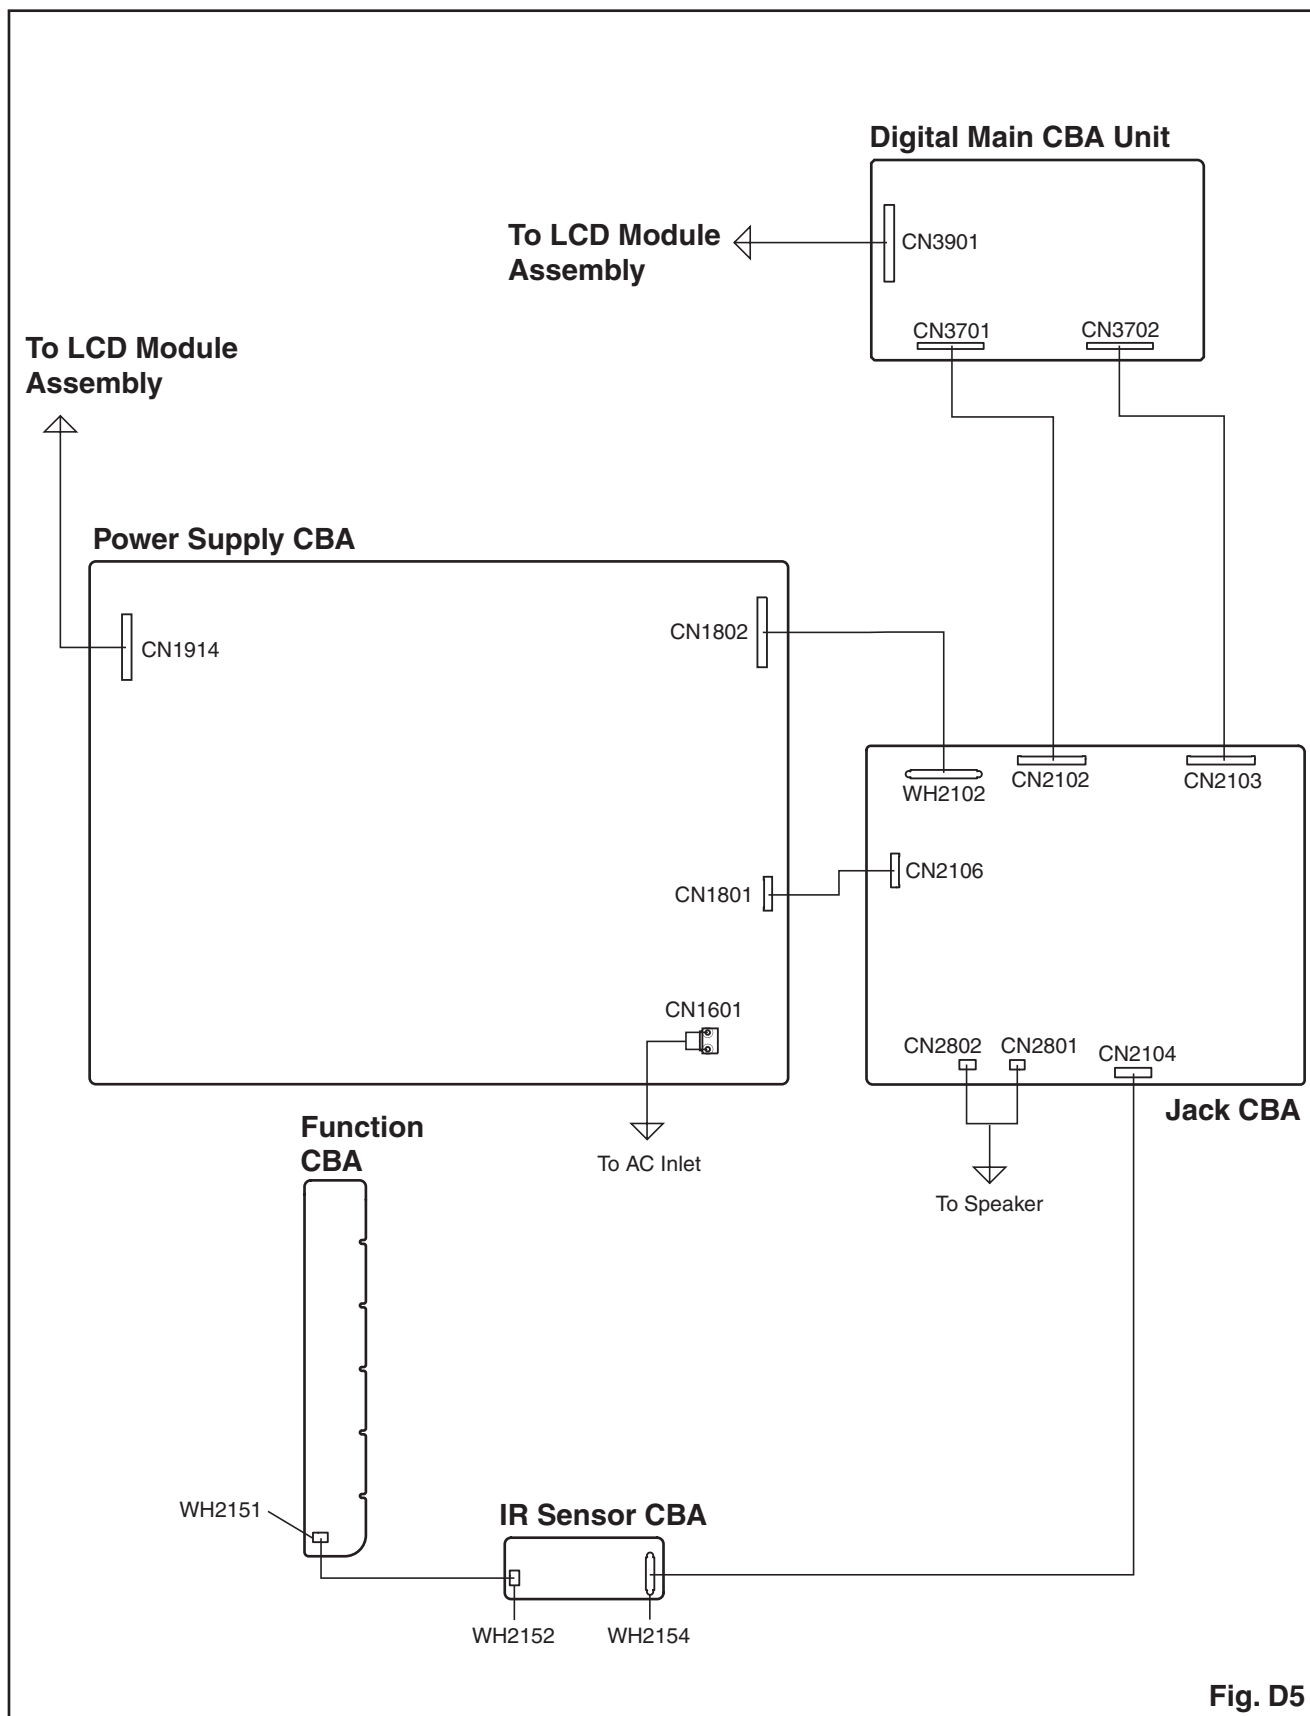 Digital Main CBA Unit
To LCD Module
Assembly
CN3901
CN3701
CN3702
To LCD Module
Assembly
Power Supply CBA
CN1914
CN1802
WH2102
CN2102
CN2103
CN2106
CN1801
CN1601
CN2802
CN2801
CN2104
Jack CBA
Function
CBA
To AC Inlet
To Speaker
WH2151
IR Sensor CBA
WH2152
WH2154
Fig. D5